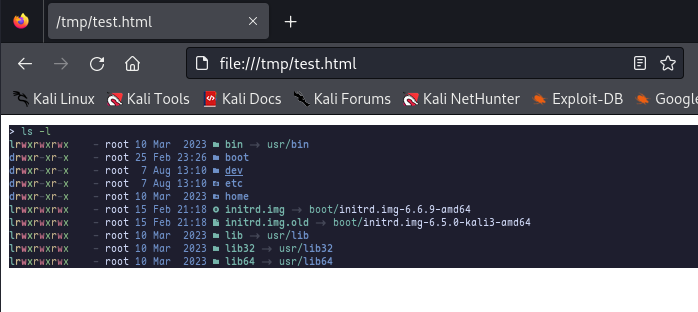 /tmp/test.html
file:///tmp/test.html
Kali Linux Kali Tools Kali Docs Kali Forums Kali NetHunter Exploit-DB Google
> ls -l
lrwxrwxrwx - root 10 Mar 2023 bin → usr/bin
drwxr-xr-x - root 25 Feb 23:26 boot
drwxr-xr-x - root 7 Aug 13:10 dev
drwxr-xr-x - root 7 Aug 13:10 etc
drwxr-xr-x - root 10 Mar 2023 home
lrwxrwxrwx - root 15 Feb 21:18 initrd.img → boot/initrd.img-6.6.9-amd64
lrwxrwxrwx - root 15 Feb 21:18 initrd.img.old → boot/initrd.img-6.5.0-kali3-amd64
lrwxrwxrwx - root 10 Mar 2023 lib → usr/lib
lrwxrwxrwx - root 10 Mar 2023 lib32 → usr/lib32
lrwxrwxrwx - root 10 Mar 2023 lib64 → usr/lib64